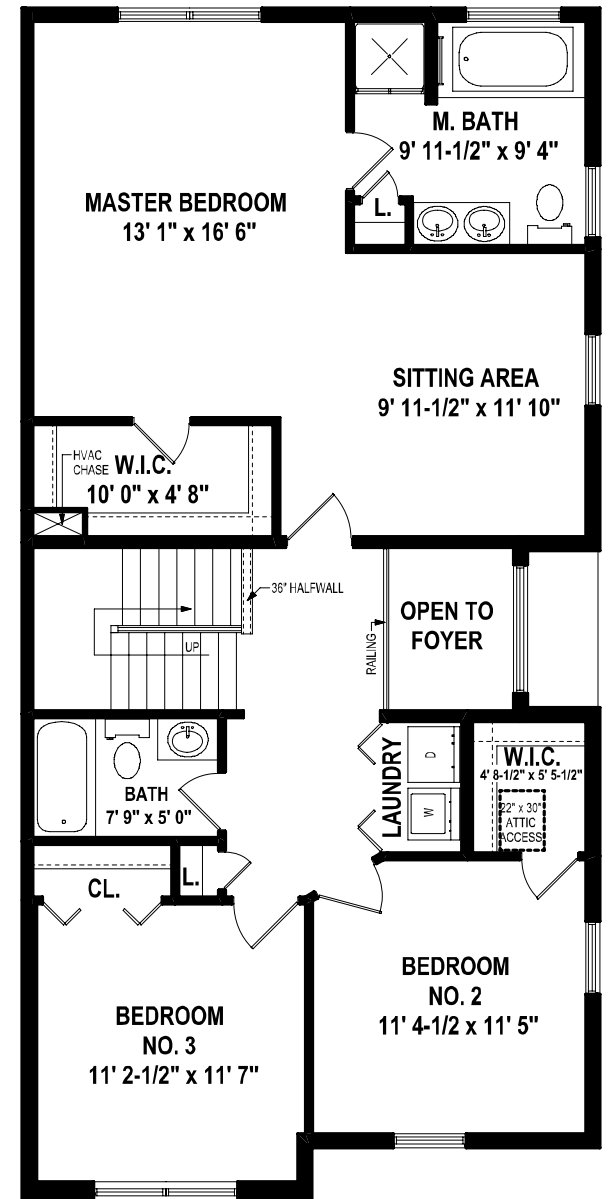 M. BATH
9' 11-1/2" x 9' 4"
L.
MASTER BEDROOM
13' 1" x 16' 6"
SITTING AREA
9' 11-1/2" x 11' 10"
HVAC
CHASE
W.I.C.
10' 0" x 4' 8"
36" HALFWALL
UP
RAILING
OPEN TO
FOYER
BATH
7' 9" x 5' 0"
LAUNDRY
D
W
W.I.C.
4' 8-1/2" x 5' 5-1/2"
22" x 30"
ATTIC
ACCESS
CL.
L.
BEDROOM
NO. 2
11' 4-1/2 x 11' 5"
BEDROOM
NO. 3
11' 2-1/2" x 11' 7"